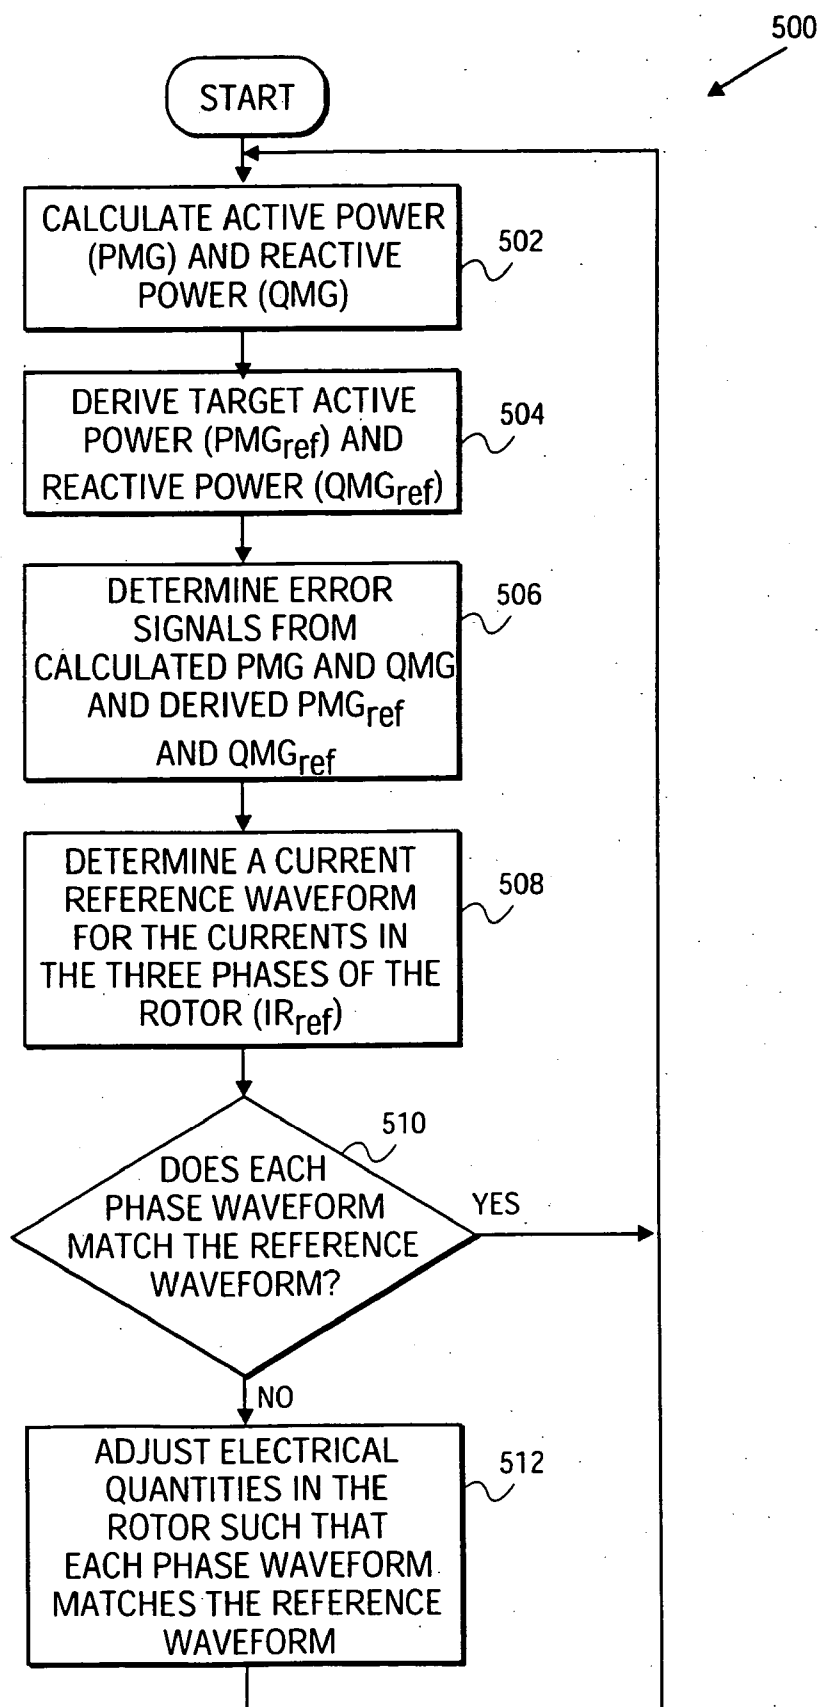 500
START
CALCULATE ACTIVE POWER
(PMG) AND REACTIVE
POWER (QMG)
502
DERIVE TARGET ACTIVE
POWER (PMGref) AND
REACTIVE POWER (QMGref)
504
DETERMINE ERROR
SIGNALS FROM
CALCULATED PMG AND QMG
AND DERIVED PMGref
AND QMGref
506
DETERMINE A CURRENT
REFERENCE WAVEFORM
FOR THE CURRENTS IN
THE THREE PHASES OF THE
ROTOR (IRref)
508
510
DOES EACH
PHASE WAVEFORM
MATCH THE REFERENCE
WAVEFORM?
YES
NO
ADJUST ELECTRICAL
QUANTITIES IN THE
ROTOR SUCH THAT
EACH PHASE WAVEFORM
MATCHES THE REFERENCE
WAVEFORM
512